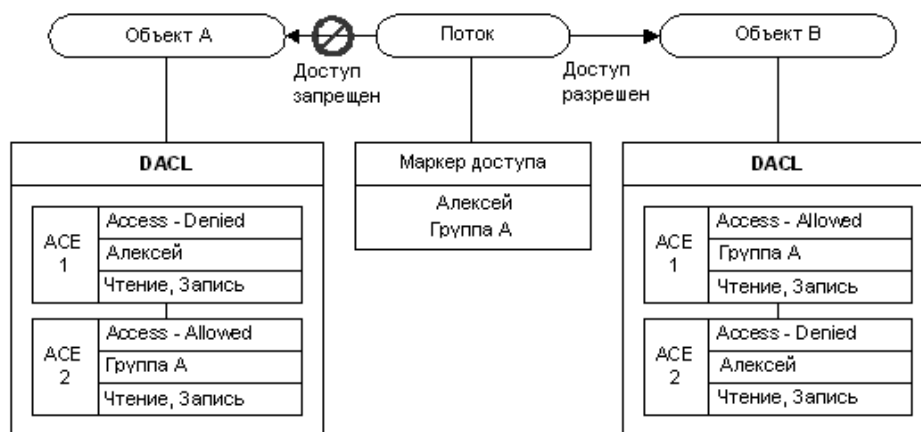 Объект А
Поток
Объект В
Доступ
запрещен
Доступ
разрешен
DACL
ACE
1
Access - Denied
Алексей
Чтение, Запись
ACE
2
Access - Allowed
Группа А
Чтение, Запись
Маркер доступа
Алексей
Группа А
DACL
ACE
1
Access - Allowed
Группа А
Чтение, Запись
ACE
2
Access - Denied
Алексей
Чтение, Запись